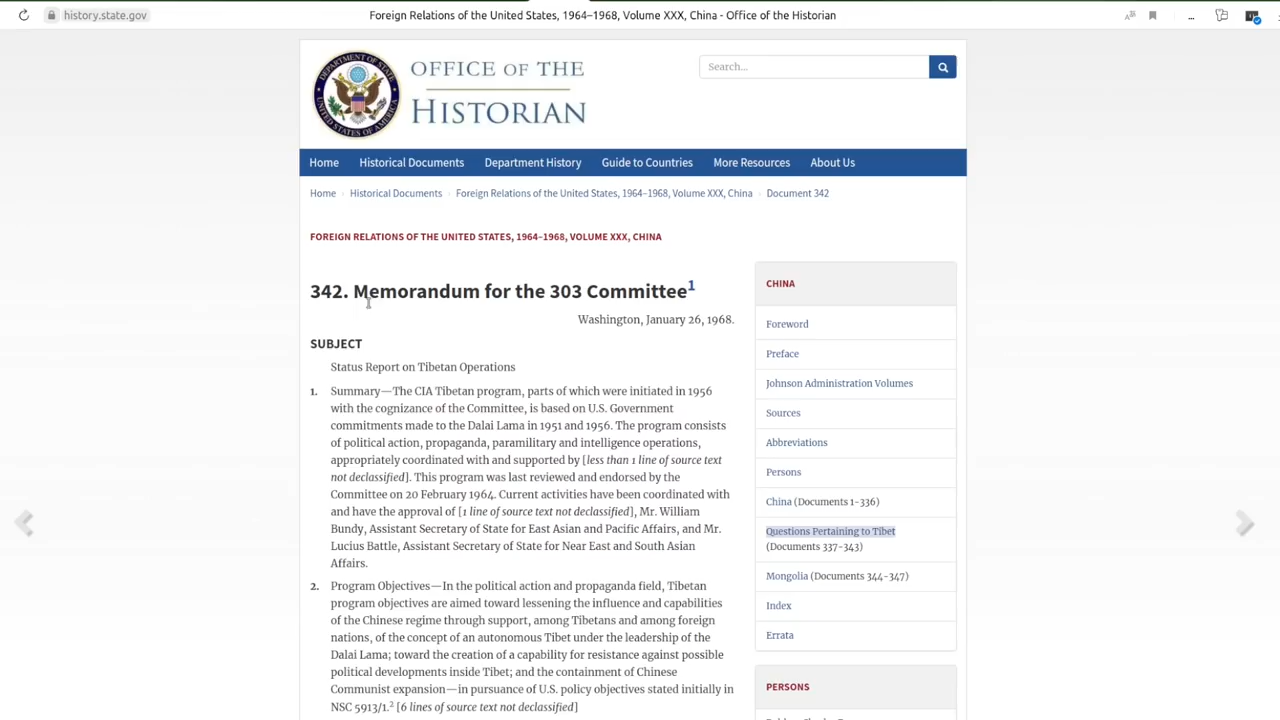 history.state.gov
Foreign Relations of the United States, 1964–1968, Volume XXX, China - Office of the Historian
...
OFFICE OF THE
HISTORIAN
Search...
Home Historical Documents Department History Guide to Countries More Resources About Us
Home › Historical Documents › Foreign Relations of the United States, 1964–1968, Volume XXX, China › Document 342
FOREIGN RELATIONS OF THE UNITED STATES, 1964–1968, VOLUME XXX, CHINA
342. Memorandum for the 303 Committee1
Washington, January 26, 1968.
SUBJECT
Status Report on Tibetan Operations
1. Summary—The CIA Tibetan program, parts of which were initiated in 1956
with the cognizance of the Committee, is based on U.S. Government
commitments made to the Dalai Lama in 1951 and 1956. The program consists
of political action, propaganda, paramilitary and intelligence operations,
appropriately coordinated with and supported by [less than 1 line of source text
not declassified]. This program was last reviewed and endorsed by the
Committee on 20 February 1964. Current activities have been coordinated with
and have the approval of [1 line of source text not declassified], Mr. William
Bundy, Assistant Secretary of State for East Asian and Pacific Affairs, and Mr.
Lucius Battle, Assistant Secretary of State for Near East and South Asian
Affairs.
2. Program Objectives—In the political action and propaganda field, Tibetan
program objectives are aimed toward lessening the influence and capabilities
of the Chinese regime through support, among Tibetans and among foreign
nations, of the concept of an autonomous Tibet under the leadership of the
Dalai Lama; toward the creation of a capability for resistance against possible
political developments inside Tibet; and the containment of Chinese
Communist expansion—in pursuance of U.S. policy objectives stated initially in
NSC 5913/1.2 [6 lines of source text not declassified]
CHINA
Foreword
Preface
Johnson Administration Volumes
Sources
Abbreviations
Persons
China (Documents 1-336)
Questions Pertaining to Tibet
(Documents 337-343)
Mongolia (Documents 344-347)
Index
Errata
PERSONS